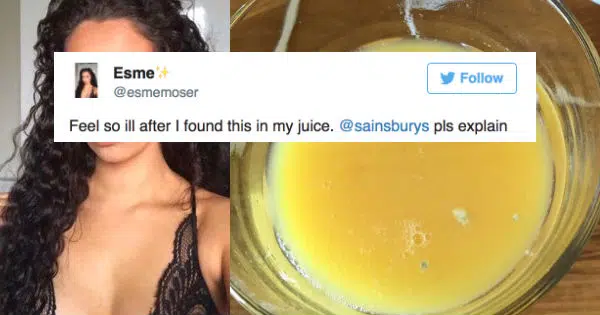 Esme✨
@esmemoser
Follow
Feel so ill after I found this in my juice. @sainsburys pls explain